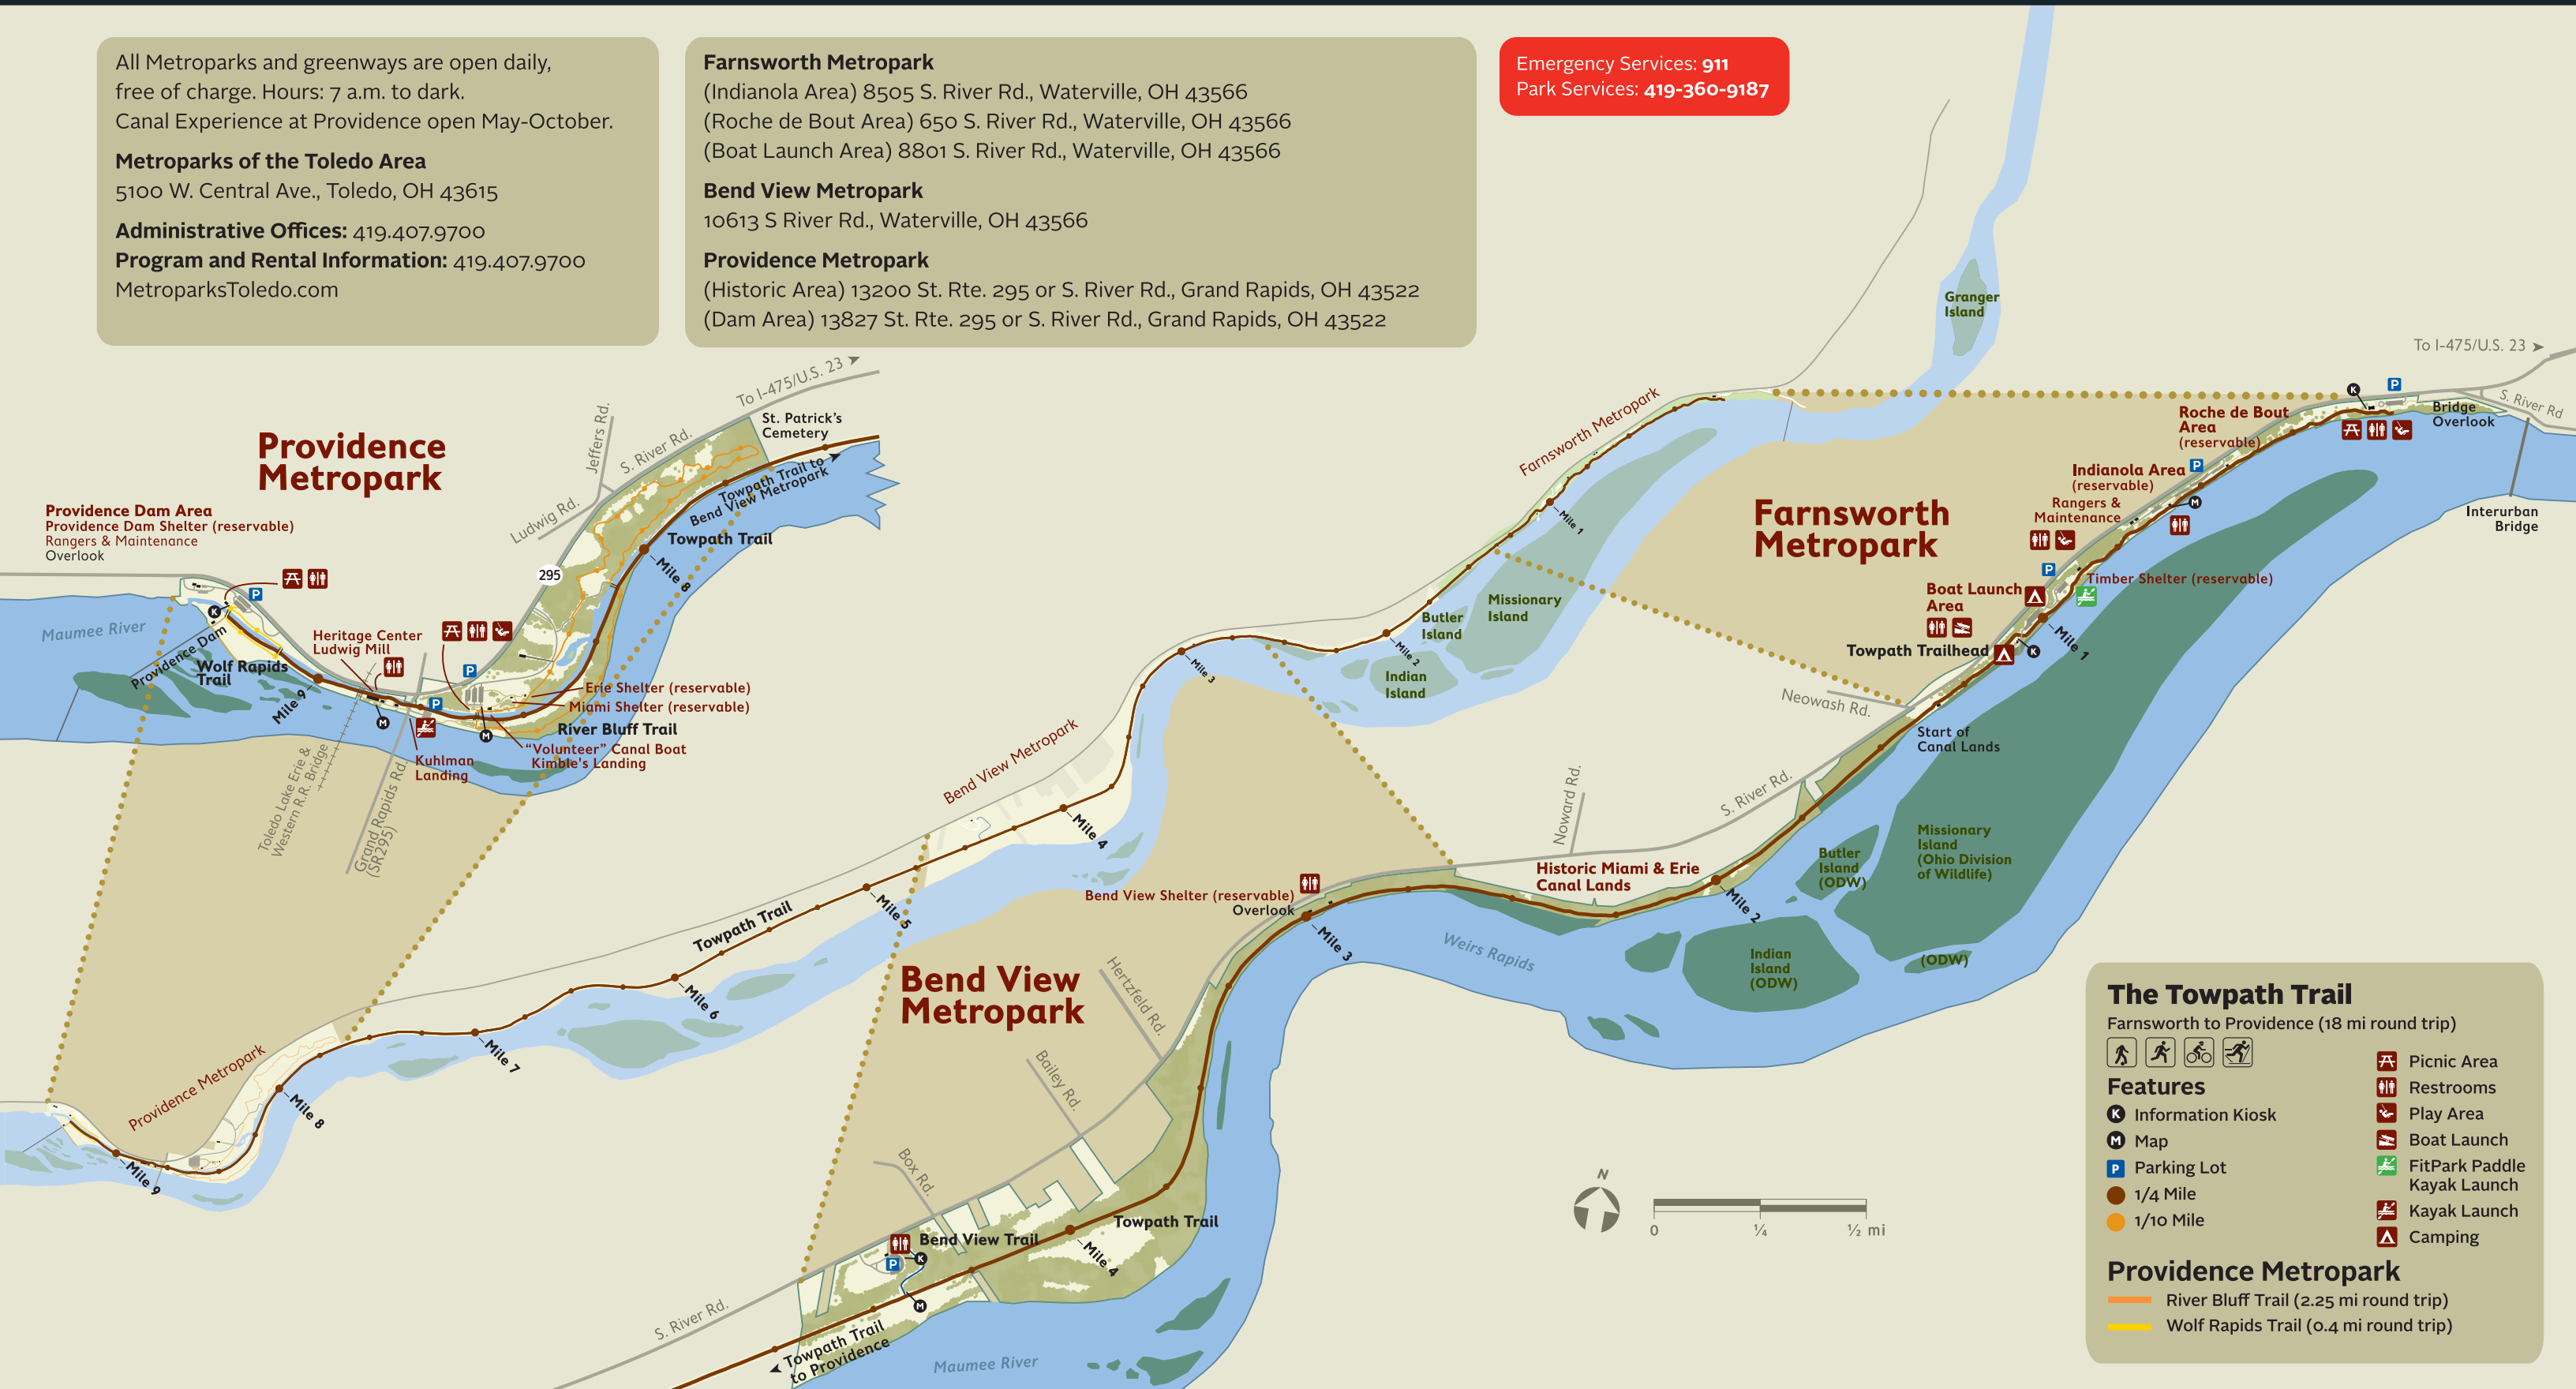 All Metroparks and greenways are open daily,
free of charge. Hours: 7 a.m. to dark.
Canal Experience at Providence open May-October.
Metroparks of the Toledo Area
5100 W. Central Ave., Toledo, OH 43615
Administrative Offices: 419.407.9700
Program and Rental Information: 419.407.9700
MetroparksToledo.com
Farnsworth Metropark
(Indianola Area) 8505 S. River Rd., Waterville, OH 43566
(Roche de Bout Area) 650 S. River Rd., Waterville, OH 43566
(Boat Launch Area) 8801 S. River Rd., Waterville, OH 43566
Bend View Metropark
10613 S River Rd., Waterville, OH 43566
Providence Metropark
(Historic Area) 13200 St. Rte. 295 or S. River Rd., Grand Rapids, OH 43522
(Dam Area) 13827 St. Rte. 295 or S. River Rd., Grand Rapids, OH 43522
Emergency Services: 911
Park Services: 419-360-9187
Providence
Metropark
Providence Dam Area
Providence Dam Shelter (reservable)
Rangers & Maintenance
Overlook
Maumee River
Providence Dam
K
P
Wolf Rapids
Trail
Mile 9
Heritage Center
Ludwig Mill
M
P
P
M
Kuhlman
Landing
Toledo Lake Erie &
Western R.R. Bridge
Grand Rapids Rd.
(SR295)
Erie Shelter (reservable)
Miami Shelter (reservable)
River Bluff Trail
"Volunteer" Canal Boat
Kimble's Landing
295
Ludwig Rd.
Jeffers Rd.
S. River Rd.
To I-475/U.S. 23
St. Patrick's
Cemetery
Towpath Trail to
Bend View Metropark
Towpath Trail
Mile 8
Farnsworth Metropark
Mile 1
Missionary
Island
Butler
Island
Indian
Island
Mile 2
Mile 3
Granger
Island
Bend View Metropark
Mile 4
Mile 5
Towpath Trail
Mile 6
Mile 7
Mile 8
Providence Metropark
Mile 9
Farnsworth
Metropark
To I-475/U.S. 23
S. River Rd
K
P
Bridge
Overlook
Interurban
Bridge
Roche de Bout
Area
(reservable)
Indianola Area
(reservable)
P
M
Rangers &
Maintenance
P
Timber Shelter (reservable)
Boat Launch
Area
Towpath Trailhead
K
Mile 1
Neowash Rd.
Start of
Canal Lands
S. River Rd.
Noward Rd.
Historic Miami & Erie
Canal Lands
Mile 2
Butler
Island
(ODW)
Missionary
Island
(Ohio Division
of Wildlife)
Indian
Island
(ODW)
(ODW)
Weirs Rapids
Bend View Shelter (reservable)
Overlook
Mile 3
Bend View
Metropark
Hertzfeld Rd.
Bailey Rd.
Box Rd.
Towpath Trail
Mile 4
Bend View Trail
P
K
M
S. River Rd.
Towpath Trail
to Providence
Maumee River
N
0
¼
½ mi
The Towpath Trail
Farnsworth to Providence (18 mi round trip)
Features
K Information Kiosk
M Map
P Parking Lot
1/4 Mile
1/10 Mile
Picnic Area
Restrooms
Play Area
Boat Launch
FitPark Paddle
Kayak Launch
Kayak Launch
Camping
Providence Metropark
River Bluff Trail (2.25 mi round trip)
Wolf Rapids Trail (0.4 mi round trip)